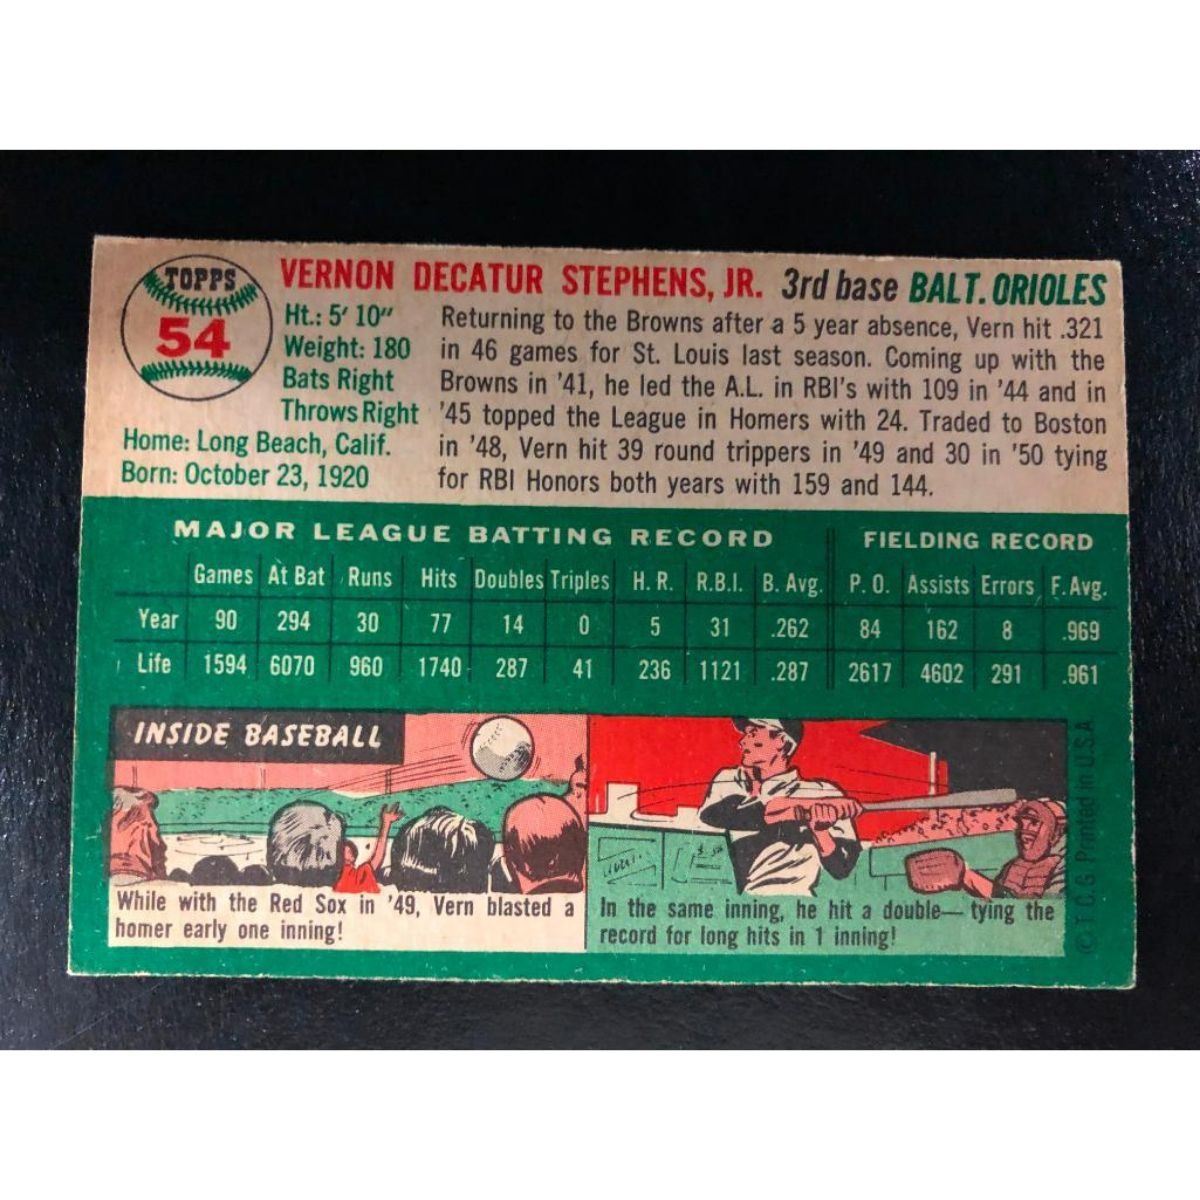 TOPPS
54
VERNON DECATUR STEPHENS, JR. 3rd base BALT. ORIOLES
Ht.: 5' 10"
Weight: 180
Bats Right
Throws Right
Home: Long Beach, Calif.
Born: October 23, 1920
Returning to the Browns after a 5 year absence, Vern hit .321
in 46 games for St. Louis last season. Coming up with the
Browns in '41, he led the A.L. in RBI's with 109 in '44 and in
'45 topped the League in Homers with 24. Traded to Boston
in '48, Vern hit 39 round trippers in '49 and 30 in '50 tying
for RBI Honors both years with 159 and 144.
MAJOR LEAGUE BATTING RECORD FIELDING RECORD
Games At Bat Runs Hits Doubles Triples H. R. R.B.I. B. Avg. P. O. Assists Errors F. Avg.
Year 90 294 30 77 14 0 5 31 .262 84 162 8 .969
Life 1594 6070 960 1740 287 41 236 1121 .287 2617 4602 291 .961
INSIDE BASEBALL
While with the Red Sox in '49, Vern blasted a
homer early one inning!
In the same inning, he hit a double— tying the
record for long hits in 1 inning!
© T. C. G. Printed in U.S.A.